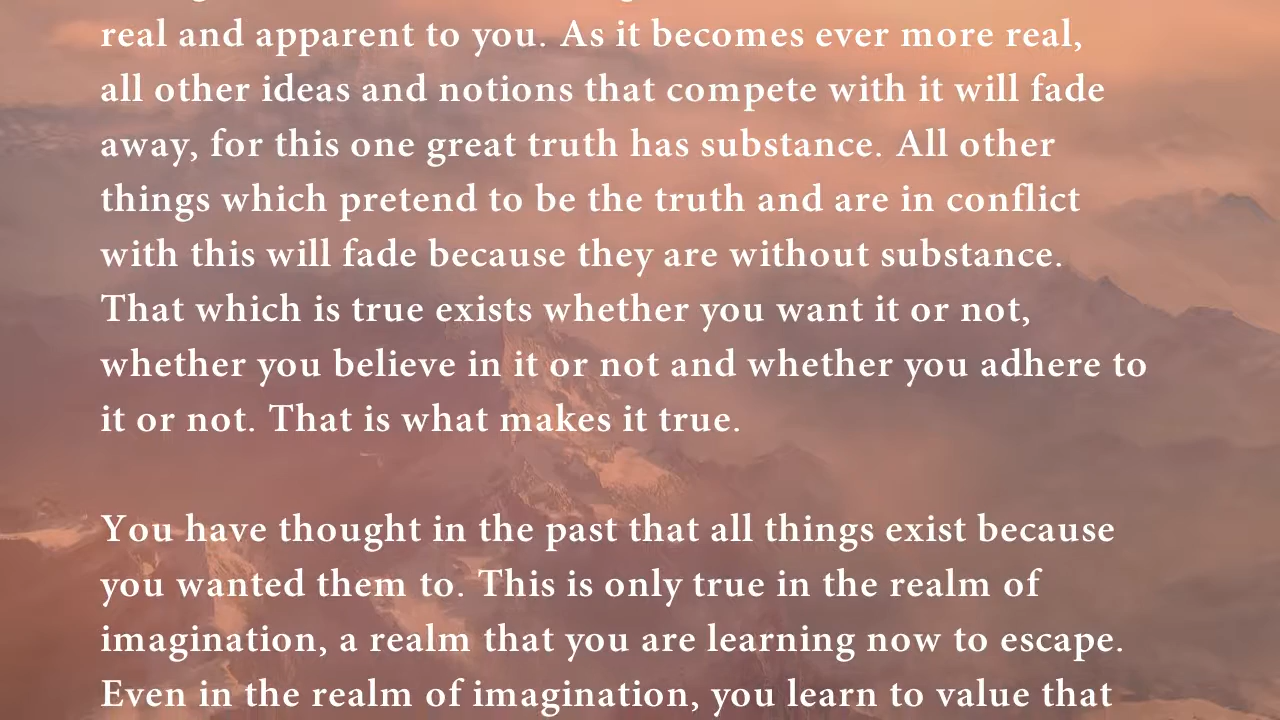 real and apparent to you. As it becomes ever more real,
all other ideas and notions that compete with it will fade
away, for this one great truth has substance. All other
things which pretend to be the truth and are in conflict
with this will fade because they are without substance.
That which is true exists whether you want it or not,
whether you believe in it or not and whether you adhere to
it or not. That is what makes it true.
You have thought in the past that all things exist because
you wanted them to. This is only true in the realm of
imagination, a realm that you are learning now to escape.
Even in the realm of imagination, you learn to value that